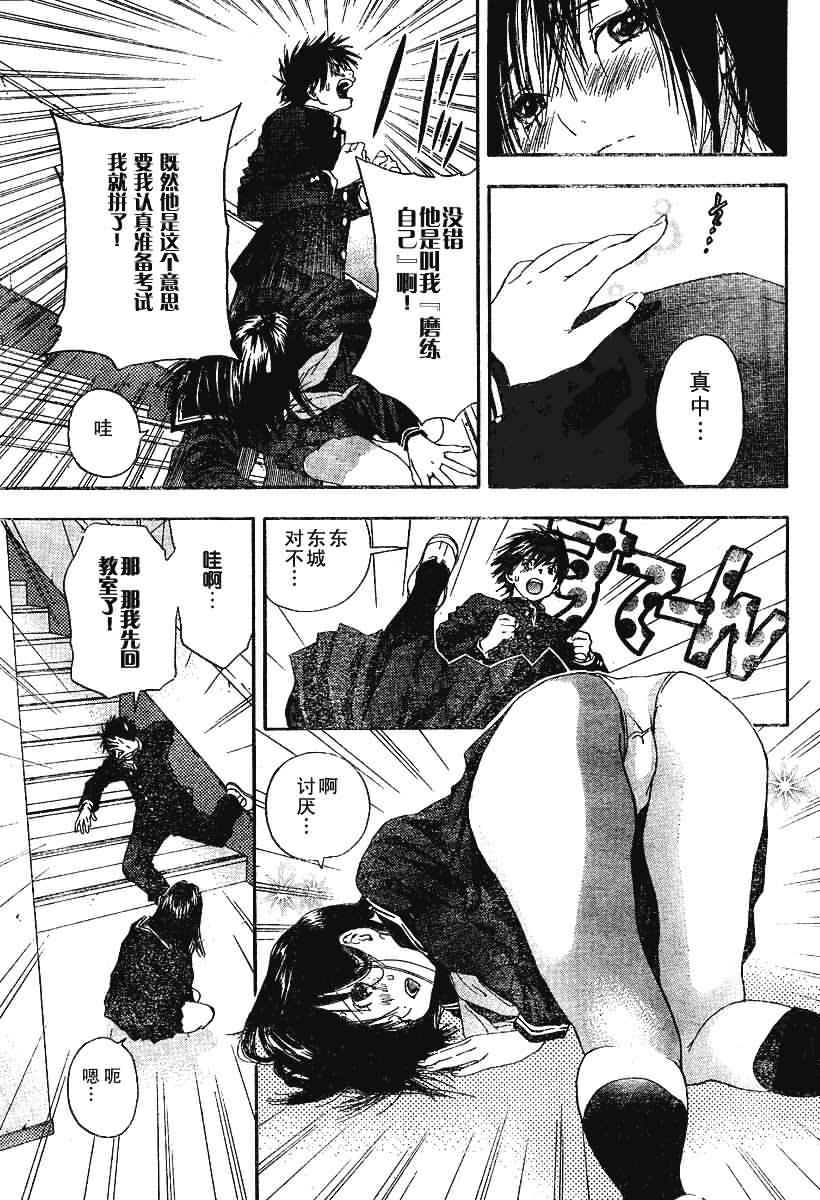 真中…
没错
他是叫我『磨练
自己』啊！
既然他是这个意思
要我认真准备考试
我就拼了！
哇
东
东城
对
不…
啊
讨厌…
哇啊…
那 那我先回
教室了！
呃
嗯…